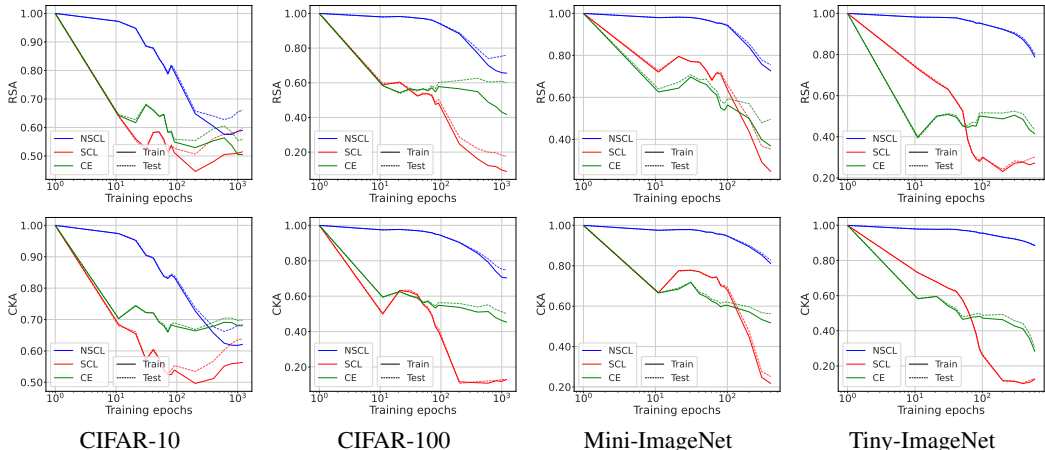 RSA
1.00
0.90
0.80
0.70
0.60
0.50
NSCL
SCL
CE
Train
Test
10^0 10^1 10^2 10^3
Training epochs
RSA
1.00
0.80
0.60
0.40
0.20
NSCL
SCL
CE
Train
Test
10^0 10^1 10^2 10^3
Training epochs
RSA
1.00
0.80
0.60
0.40
NSCL
SCL
CE
Train
Test
10^0 10^1 10^2
Training epochs
RSA
1.00
0.80
0.60
0.40
0.20
NSCL
SCL
CE
Train
Test
10^0 10^1 10^2
Training epochs
CKA
1.00
0.90
0.80
0.70
0.60
0.50
NSCL
SCL
CE
Train
Test
10^0 10^1 10^2 10^3
Training epochs
CKA
1.00
0.80
0.60
0.40
0.20
NSCL
SCL
CE
Train
Test
10^0 10^1 10^2 10^3
Training epochs
CKA
1.00
0.80
0.60
0.40
0.20
NSCL
SCL
CE
Train
Test
10^0 10^1 10^2
Training epochs
CKA
1.00
0.80
0.60
0.40
0.20
NSCL
SCL
CE
Train
Test
10^0 10^1 10^2
Training epochs
CIFAR-10 CIFAR-100 Mini-ImageNet Tiny-ImageNet